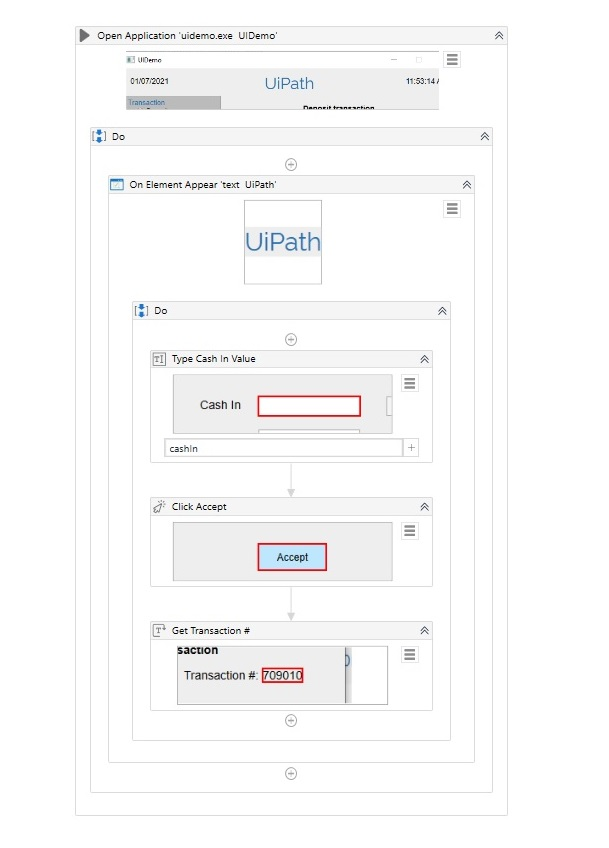 Open Application 'uidemo.exe  UIDemo'
UIDemo
01/07/2021 UiPath 11:53:14
Transaction
Deposit transaction
Do
On Element Appear 'text  UiPath'
UiPath
Do
Type Cash In Value
Cash In
cashIn
Click Accept
Accept
Get Transaction #
saction
Transaction #: 709010